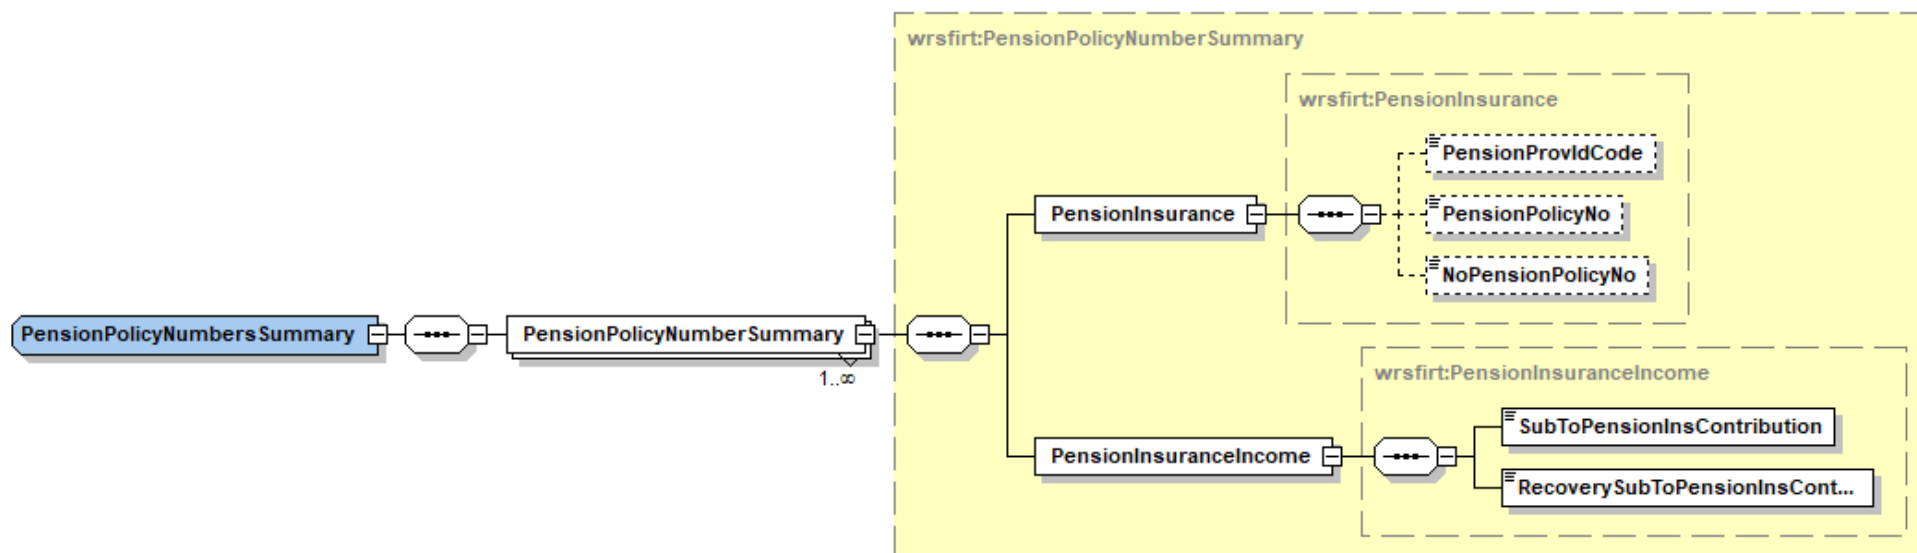 wrsfirt:PensionPolicyNumberSummary
wrsfirt:PensionInsurance
PensionProvIdCode
PensionInsurance
PensionPolicyNo
NoPensionPolicyNo
PensionPolicyNumbersSummary
PensionPolicyNumberSummary
1..∞
wrsfirt:PensionInsuranceIncome
SubToPensionInsContribution
PensionInsuranceIncome
RecoverySubToPensionInsCont...